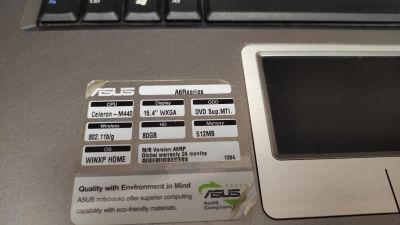 Fn
Alt
ASUS
A6Rseries
CPU Display ODD
Celeron - M440 15.4" WXGA DVD Sup.MTi.
Wireless HD Memory
802.11b/g 80GB 512MB
OS M/B Version:A6RP
WINXP HOME Global warranty 24 months 1064
Quality with Environment in Mind
ASUS notebooks offer superior computing
capability with eco-friendly materials.
ASUS
RoHS
Compliant